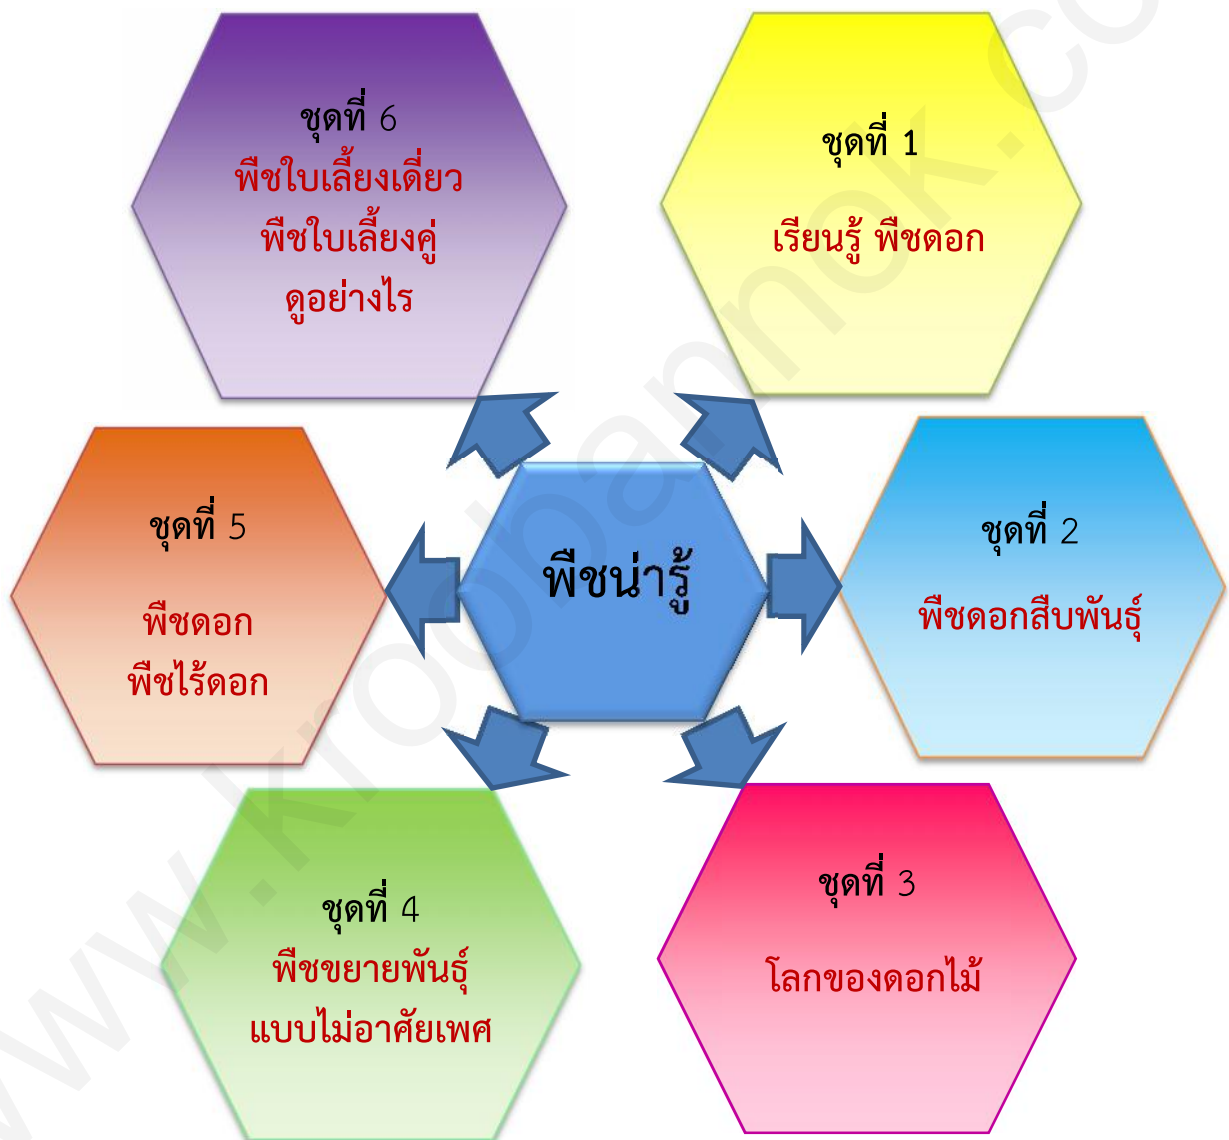 พืชน่ารู้
ชุดที่ 1
เรียนรู้ พืชดอก
ชุดที่ 2
พืชดอกสืบพันธุ์
ชุดที่ 3
โลกของดอกไม้
ชุดที่ 4
พืชขยายพันธุ์
แบบไม่อาศัยเพศ
ชุดที่ 5
พืชดอก
พืชไร้ดอก
ชุดที่ 6
พืชใบเลี้ยงเดี่ยว
พืชใบเลี้ยงคู่
ดูอย่างไร
www.kroobannok.com